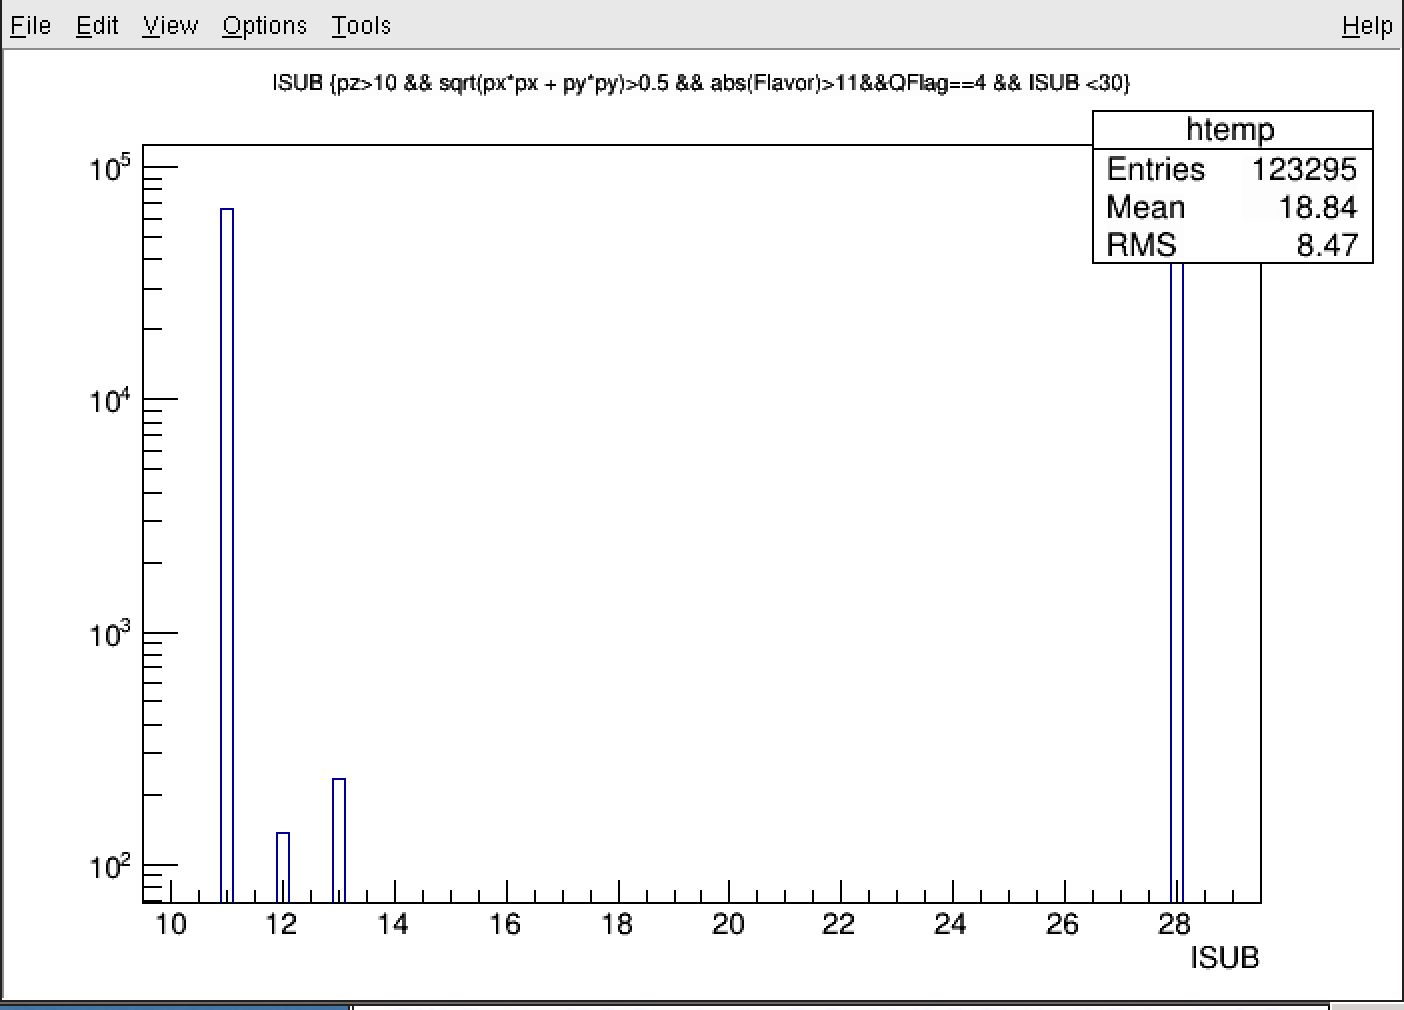 File Edit View Options Tools Help
ISUB {pz>10 && sqrt(px*px + py*py)>0.5 && abs(Flavor)>11&&QFlag==4 && ISUB <30}
htemp
Entries 123295
Mean 18.84
RMS 8.47
10^5
10^4
10^3
10^2
10 12 14 16 18 20 22 24 26 28
ISUB